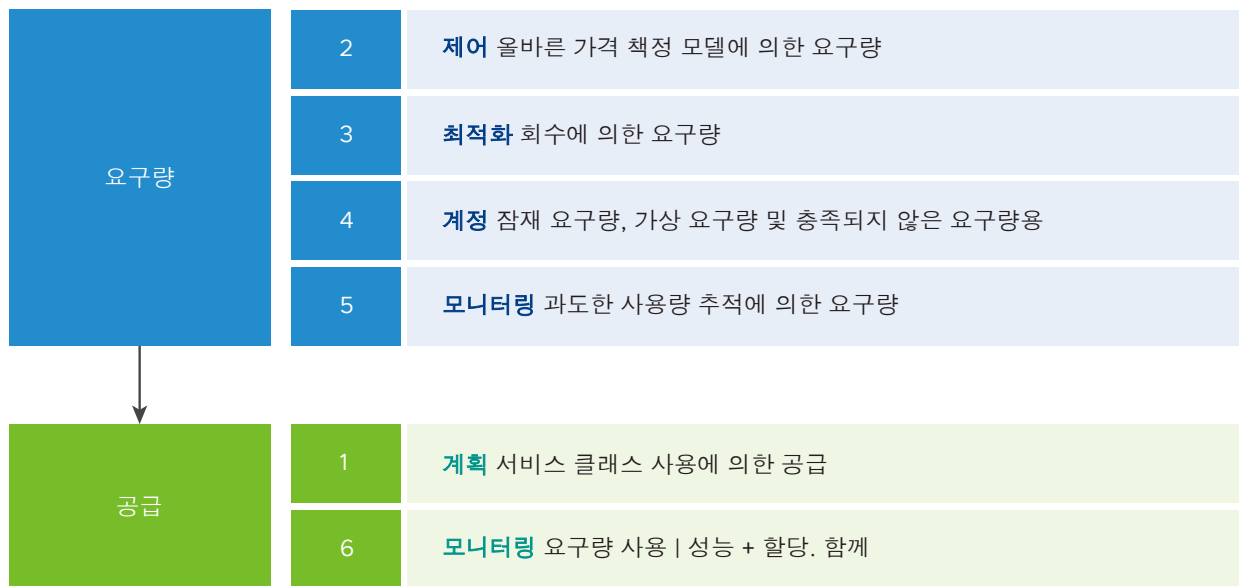 요구량
2
제어 올바른 가격 책정 모델에 의한 요구량
3
최적화 회수에 의한 요구량
4
계정 잠재 요구량, 가상 요구량 및 충족되지 않은 요구량용
5
모니터링 과도한 사용량 추적에 의한 요구량
공급
1
계획 서비스 클래스 사용에 의한 공급
6
모니터링 요구량 사용 | 성능 + 할당. 함께